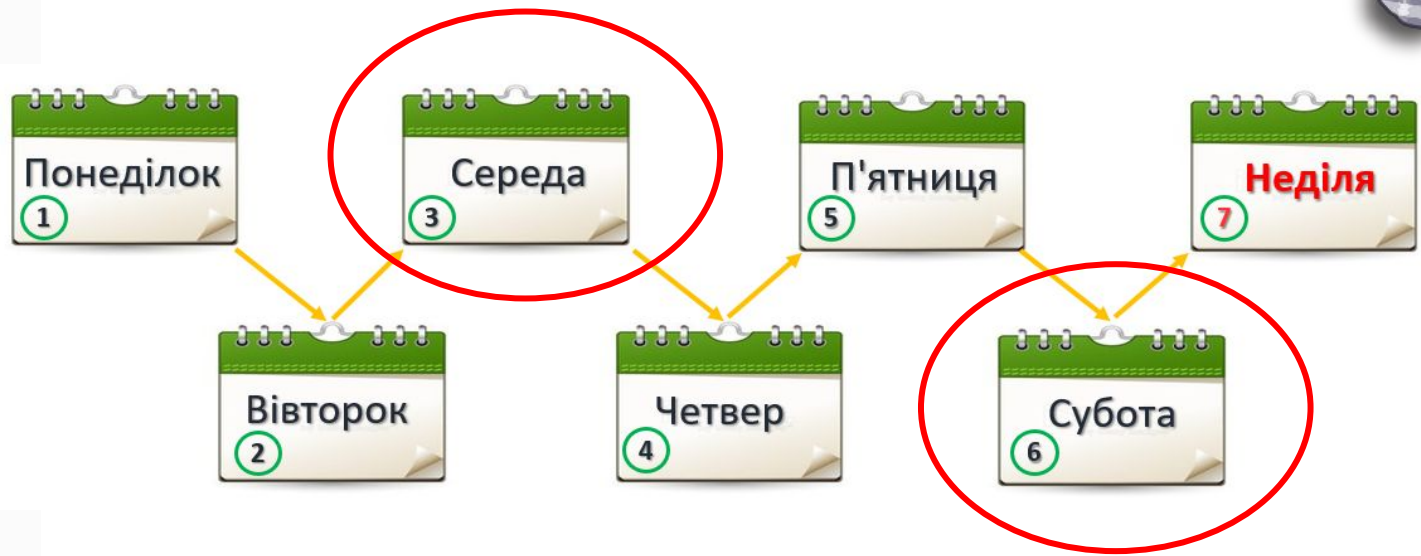 Понеділок
1
Вівторок
2
Середа
3
Четвер
4
П'ятниця
5
Субота
6
Неділя
7